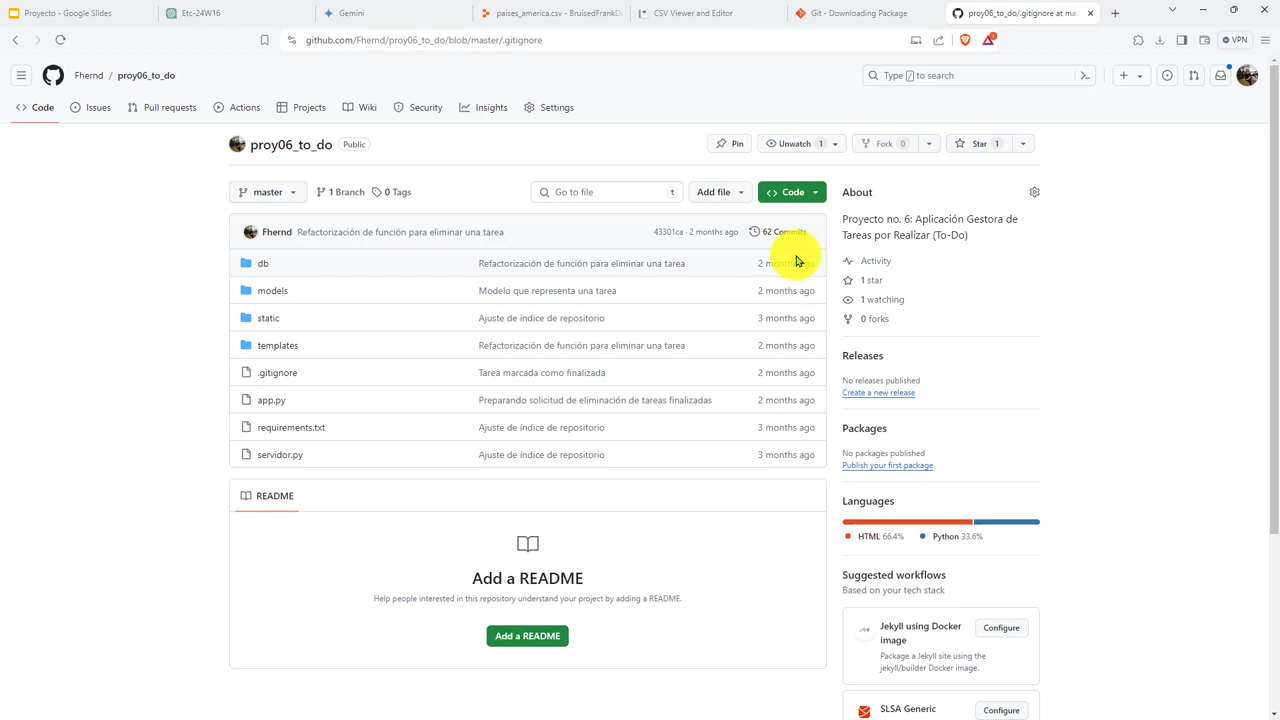 Proyecto - Google Slides
Etc-24W16
Gemini
paises_america.csv - BruisedFrankD
CSV Viewer and Editor
Git - Downloading Package
proy06_to_do/.gitignore at mas
github.com/Fhernd/proy06_to_do/blob/master/.gitignore
VPN
Fhernd / proy06_to_do
Type / to search
Code
Issues
Pull requests
Actions
Projects
Wiki
Security
Insights
Settings
proy06_to_do Public
Pin
Unwatch 1
Fork 0
Star 1
master
1 Branch
0 Tags
Go to file t
Add file
Code
Fhernd Refactorización de función para eliminar una tarea 43301ca · 2 months ago 62 Commits
db Refactorización de función para eliminar una tarea 2 months ago
models Modelo que representa una tarea 2 months ago
static Ajuste de índice de repositorio 3 months ago
templates Refactorización de función para eliminar una tarea 2 months ago
.gitignore Tarea marcada como finalizada 2 months ago
app.py Preparando solicitud de eliminación de tareas finalizadas 2 months ago
requirements.txt Ajuste de índice de repositorio 3 months ago
servidor.py Ajuste de índice de repositorio 3 months ago
README
Add a README
Help people interested in this repository understand your project by adding a README.
Add a README
About
Proyecto no. 6: Aplicación Gestora de
Tareas por Realizar (To-Do)
Activity
1 star
1 watching
0 forks
Releases
No releases published
Create a new release
Packages
No packages published
Publish your first package
Languages
HTML 66.4%
Python 33.6%
Suggested workflows
Based on your tech stack
Jekyll using Docker
image
Configure
Package a Jekyll site using the
jekyll/builder Docker image.
SLSA Generic
Configure